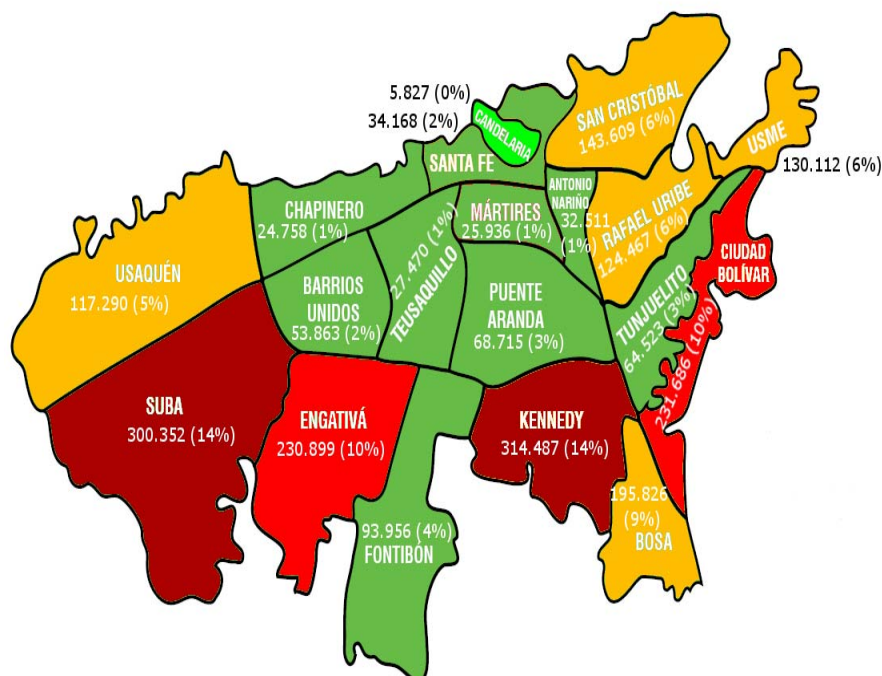 5.827 (0%)
34.168 (2%)
CANDELARIA
SANTA FE
SAN CRISTÓBAL
143.609 (6%)
USME
130.112 (6%)
CHAPINERO
24.758 (1%)
MÁRTIRES
25.936 (1%)
ANTONIO
NARIÑO
32.511
(1%)
RAFAEL URIBE
124.467 (6%)
CIUDAD
BOLÍVAR
231.686 (10%)
USAQUÉN
117.290 (5%)
BARRIOS
UNIDOS
53.863 (2%)
27.470 (1%)
TEUSAQUILLO
PUENTE
ARANDA
68.715 (3%)
TUNJUELITO
64.523 (3%)
SUBA
300.352 (14%)
ENGATIVÁ
230.899 (10%)
KENNEDY
314.487 (14%)
195.826
(9%)
BOSA
93.956 (4%)
FONTIBÓN